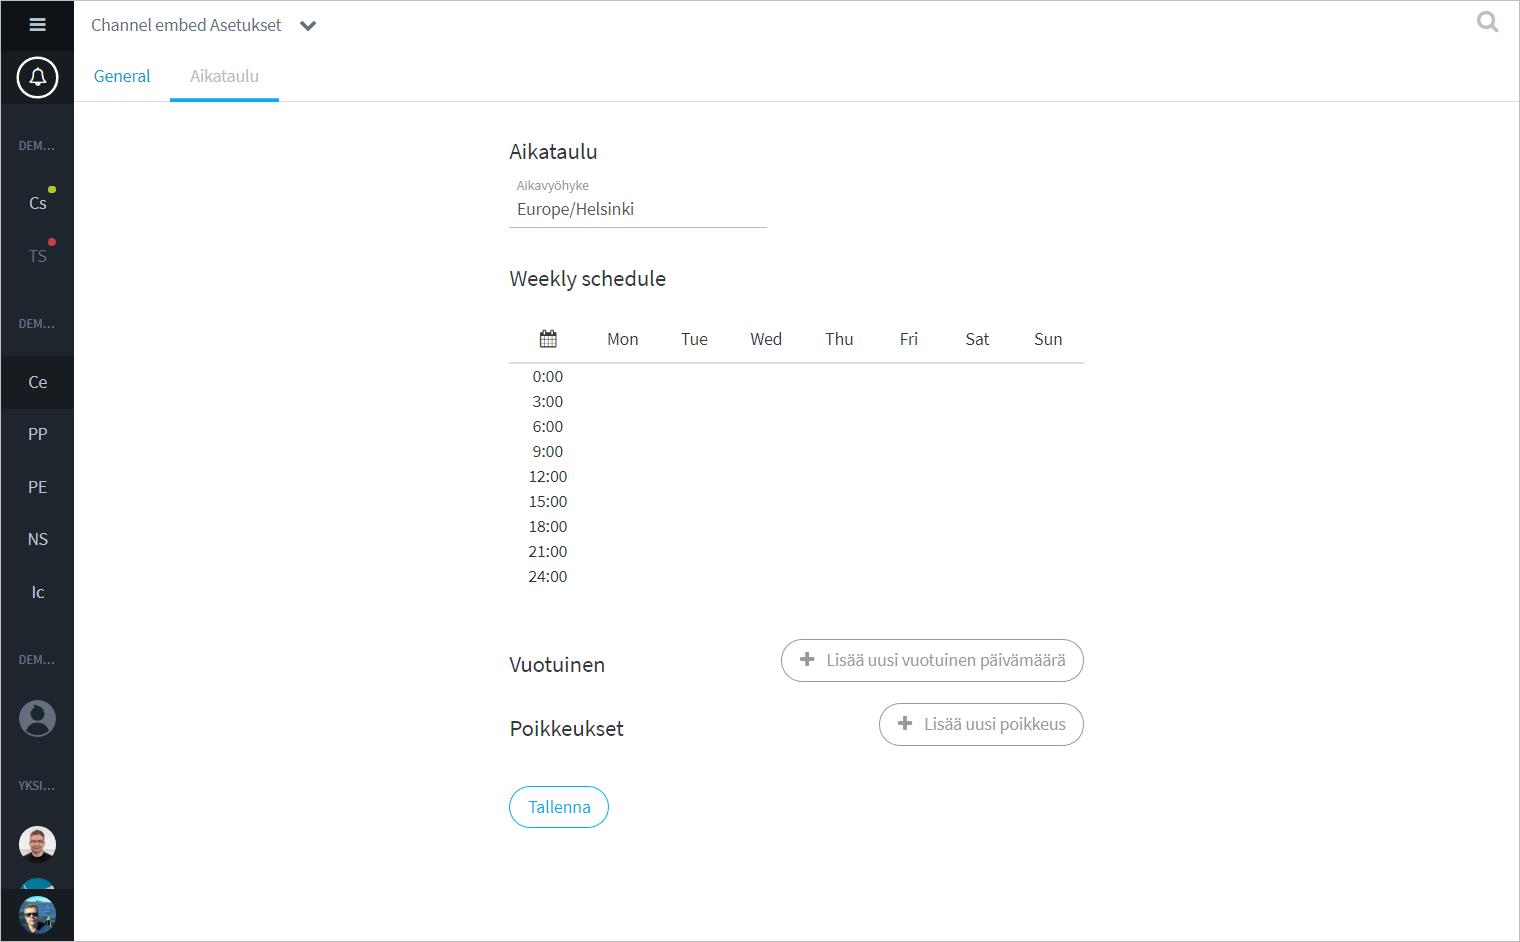 Channel embed Asetukset
General Aikataulu
DEM...
Cs
TS
DEM...
Ce
PP
PE
NS
Ic
DEM...
YKSI...
Aikataulu
Aikavyöhyke
Europe/Helsinki
Weekly schedule
Mon Tue Wed Thu Fri Sat Sun
0:00
3:00
6:00
9:00
12:00
15:00
18:00
21:00
24:00
Vuotuinen
Lisää uusi vuotuinen päivämäärä
Poikkeukset
Lisää uusi poikkeus
Tallenna